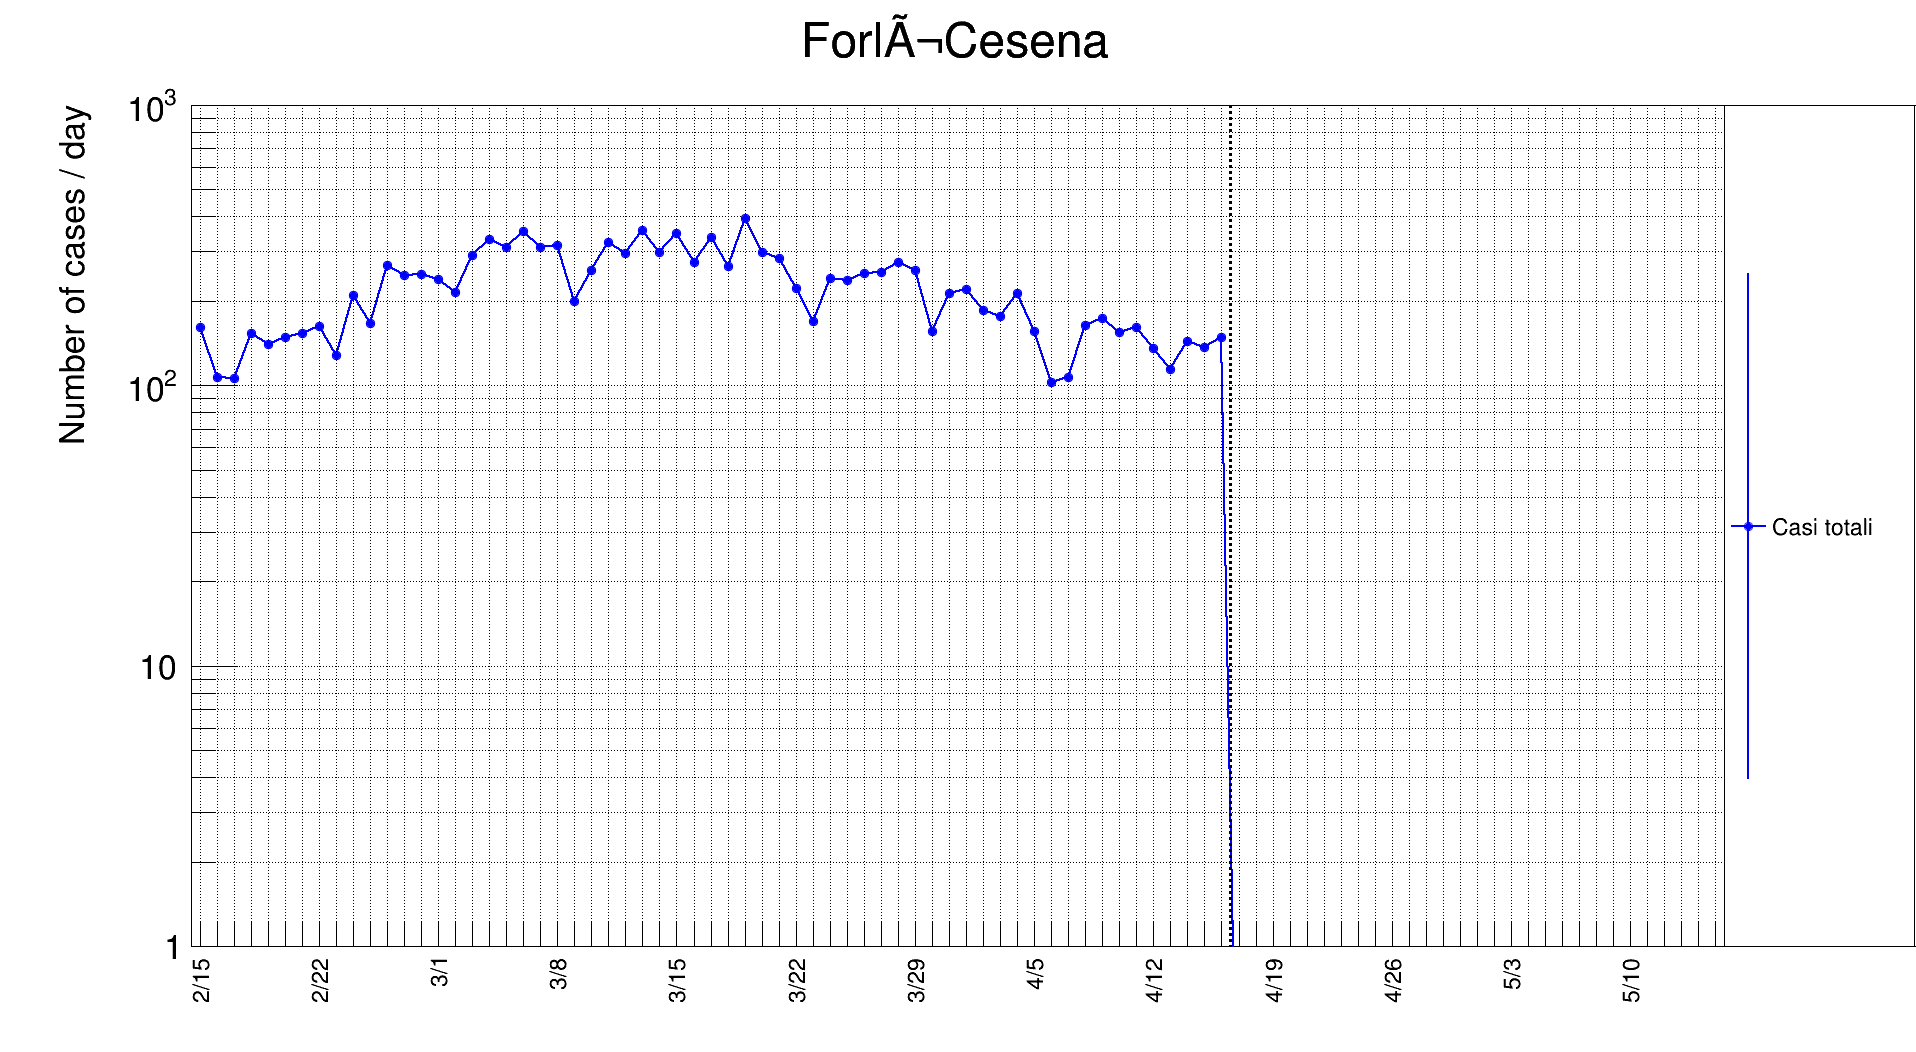 ForlÃ¬Cesena
Number of cases / day
10³
10²
10
1
2/15 2/22 3/1 3/8 3/15 3/22 3/29 4/5 4/12 4/19 4/26 5/3 5/10
Casi totali